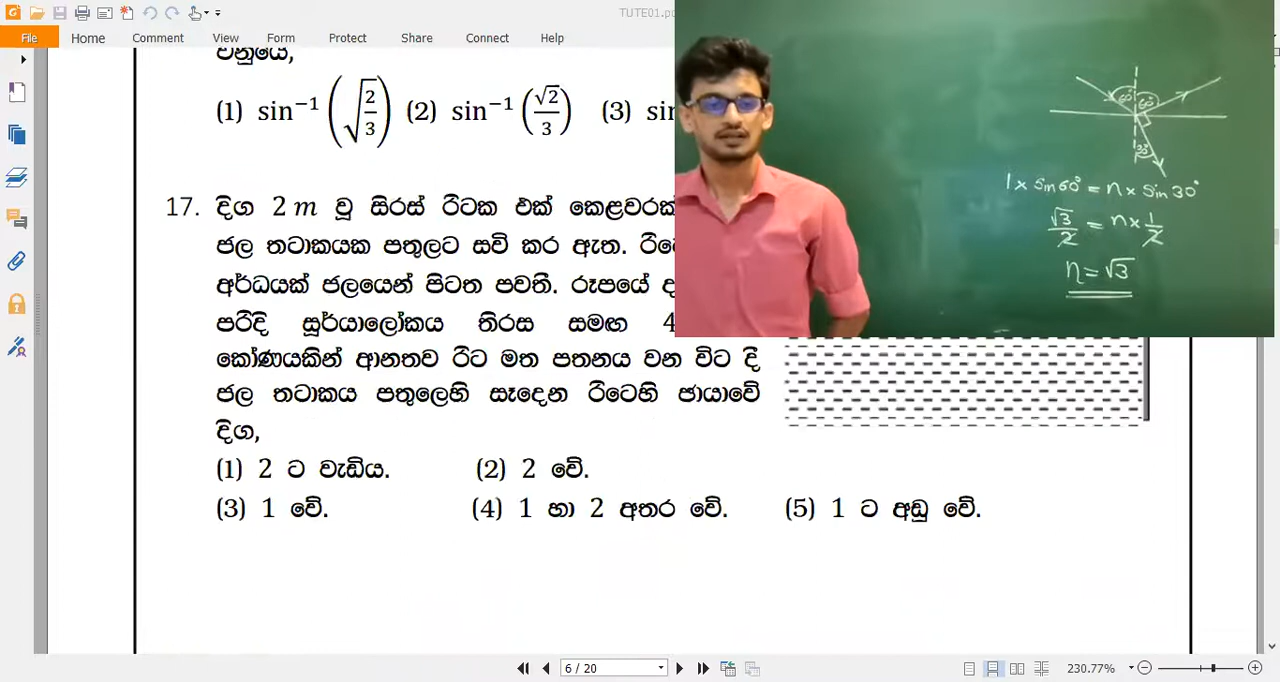 TUTE01.p
File Home Comment View Form Protect Share Connect Help
වනුයේ,
(1) sin⁻¹ (√(2/3)) (2) sin⁻¹ (√2/3) (3) sin
17. දිග 2 m වූ සිරස් රීටක එක් කෙළවරක්
ජල තටාකයක පතුලට සවි කර ඇත. රීටෙ
අර්ධයක් ජලයෙන් පිටත පවතී. රූපයේ ද
පරිදි සූර්යාලෝකය තිරස සමඟ 4
කෝණයකින් ආනතව රීට මත පතනය වන විට දී
ජල තටාකය පතුලෙහි සෑදෙන රීටෙහි ඡායාවේ
දිග,
(1) 2 ට වැඩිය. (2) 2 වේ.
(3) 1 වේ. (4) 1 හා 2 අතර වේ. (5) 1 ට අඩු වේ.
60° 60°
30°
1 × sin 60° = n × sin 30°
√3/2 = n × 1/2
n = √3
6 / 20
230.77%